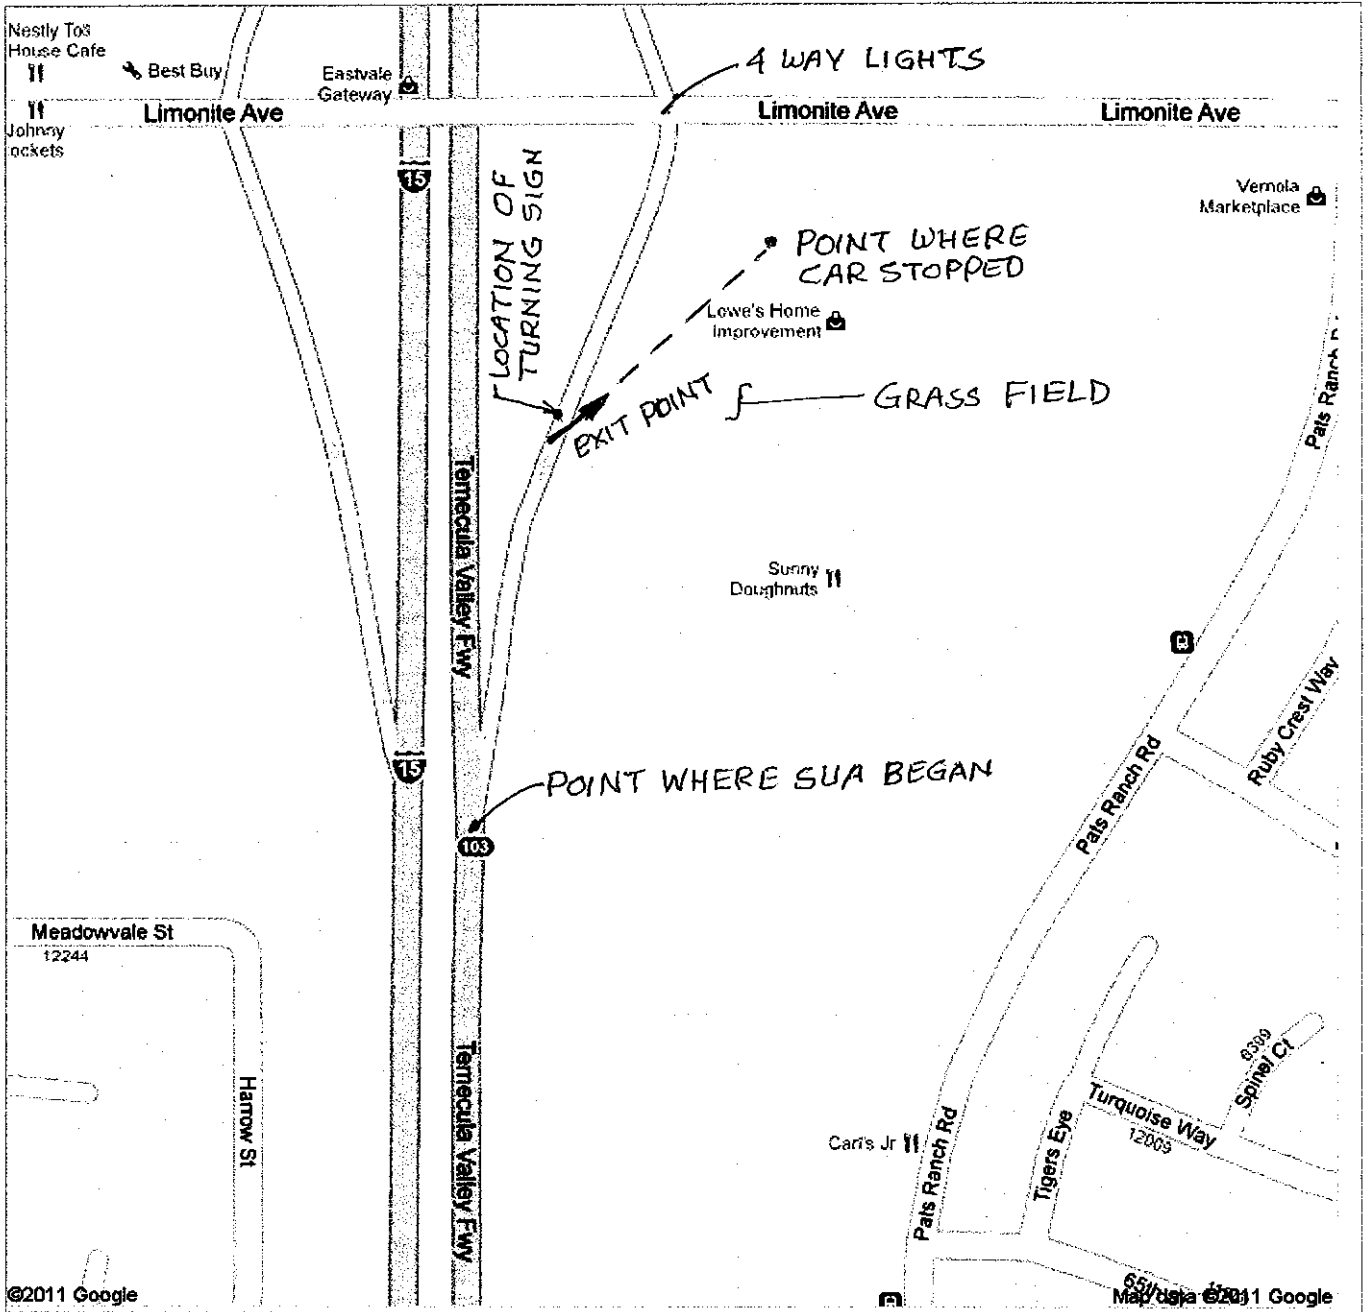 Nestly To
House Cafe
Best Buy
Eastvale
Gateway
4 WAY LIGHTS
Johnny
ockets
Limonite Ave
Limonite Ave
Limonite Ave
15
LOCATION OF
TURNING SIGN
Vernola
Marketplace
POINT WHERE
CAR STOPPED
Lowe's Home
Improvement
EXIT POINT
GRASS FIELD
Pats Ranch
Temecula Valley Fwy
Sunny
Doughnuts
Ruby Crest Way
15
POINT WHERE SUA BEGAN
Pats Ranch Rd
103
Meadowvale St
12244
Harrow St
Temecula Valley Fwy
Carl's Jr
Pats Ranch Rd
Tigers Eye
Turquoise Way
12009
Spinel Ct
©2011 Google
65th
Map data ©2011 Google